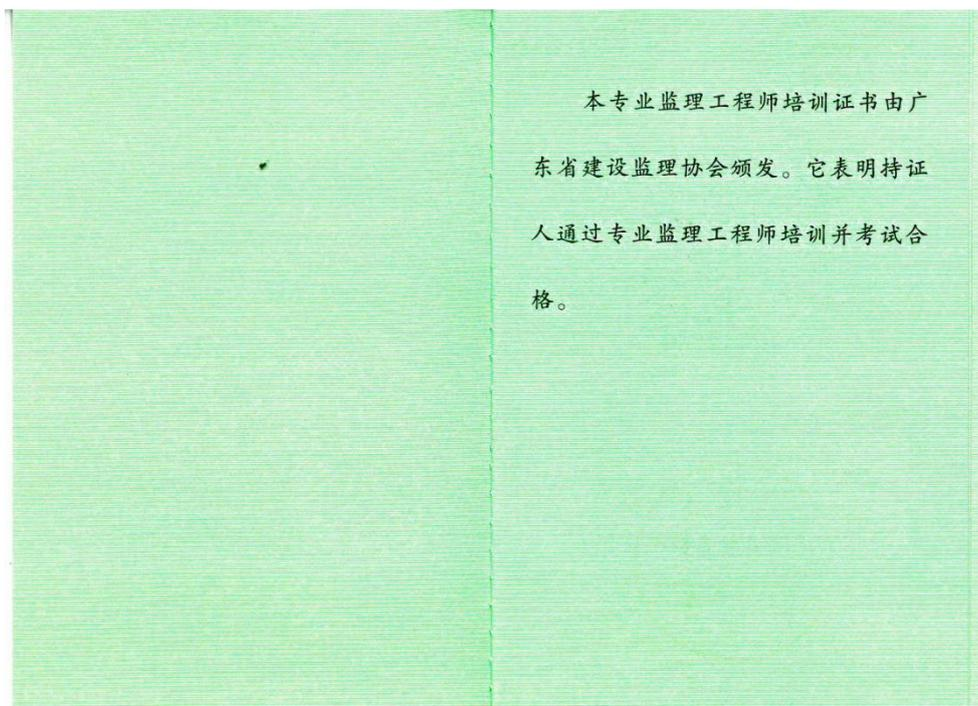 本专业监理工程师培训证书由广
东省建设监理协会颁发。它表明持证
人通过专业监理工程师培训并考试合
格。